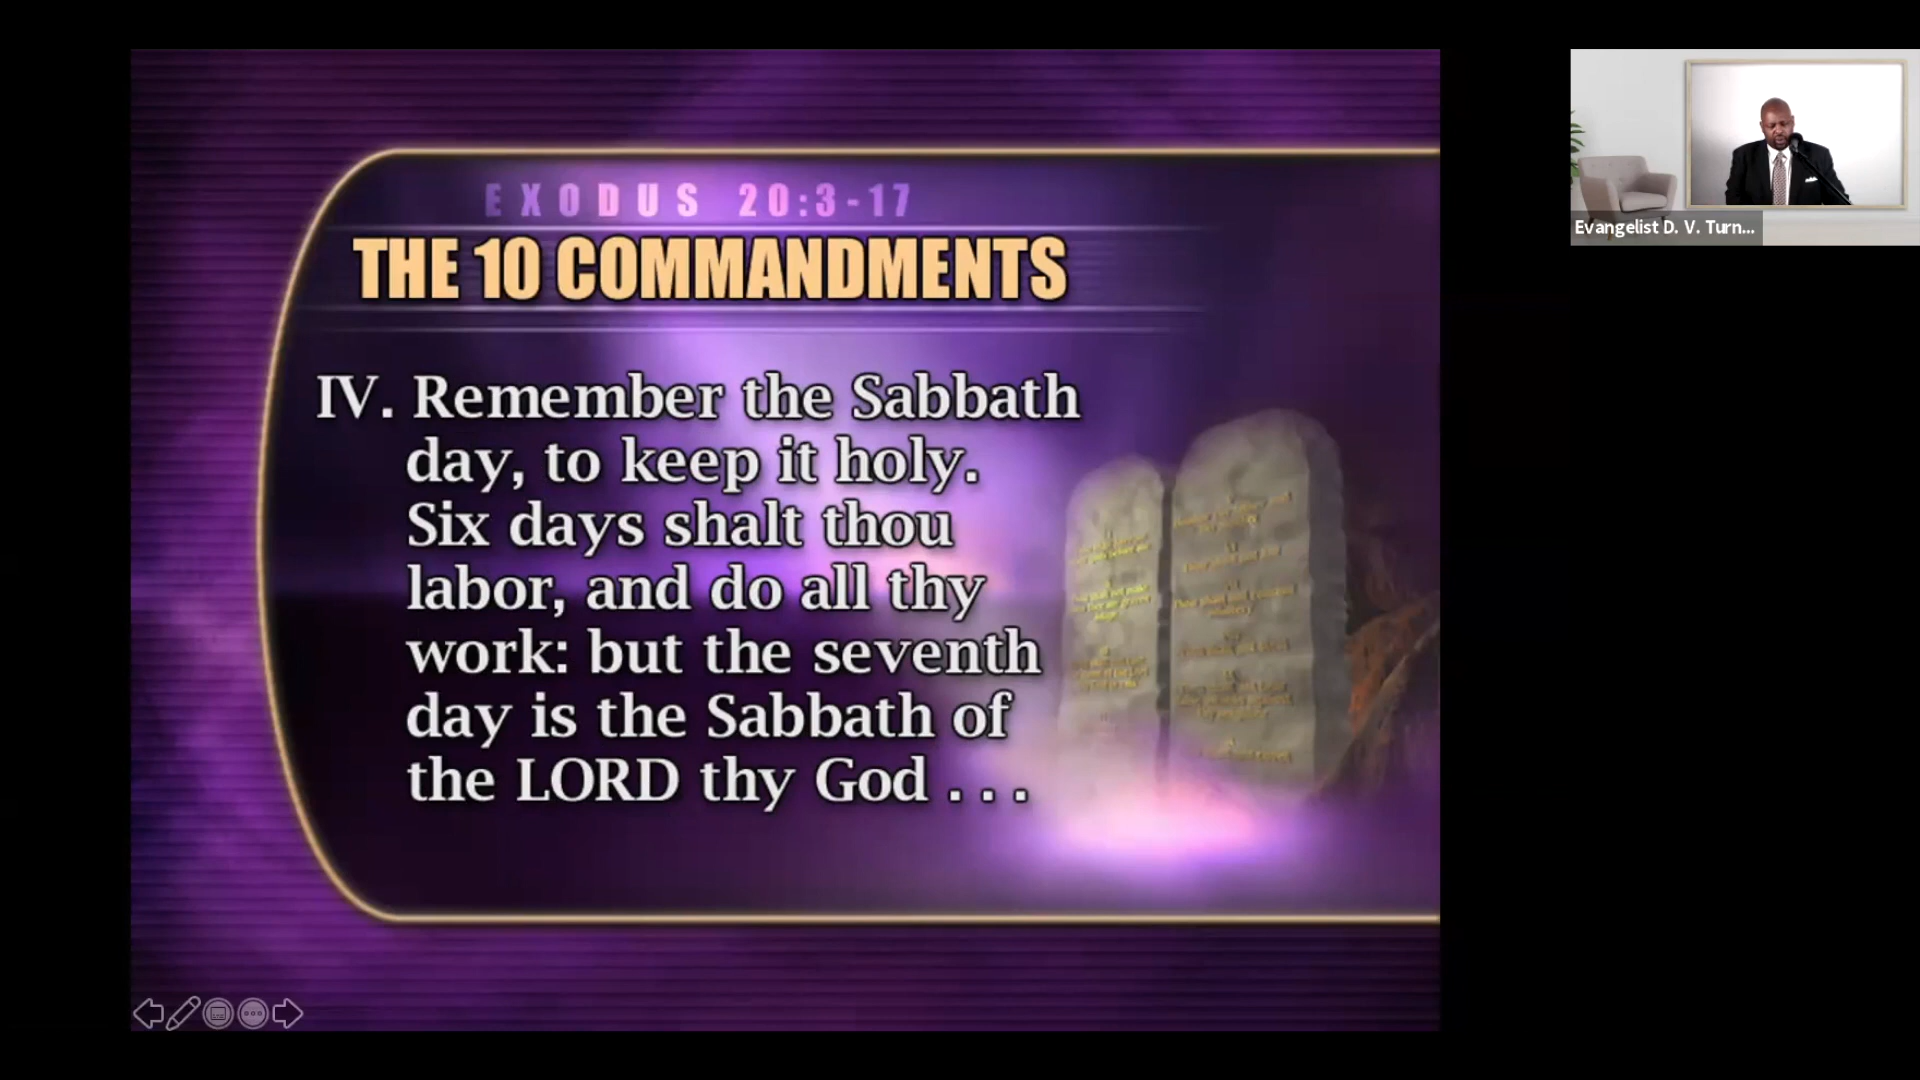 EXODUS 20:3-17
THE 10 COMMANDMENTS
IV. Remember the Sabbath
day, to keep it holy.
Six days shalt thou
labor, and do all thy
work: but the seventh
day is the Sabbath of
the LORD thy God . . .
Evangelist D. V. Turn...